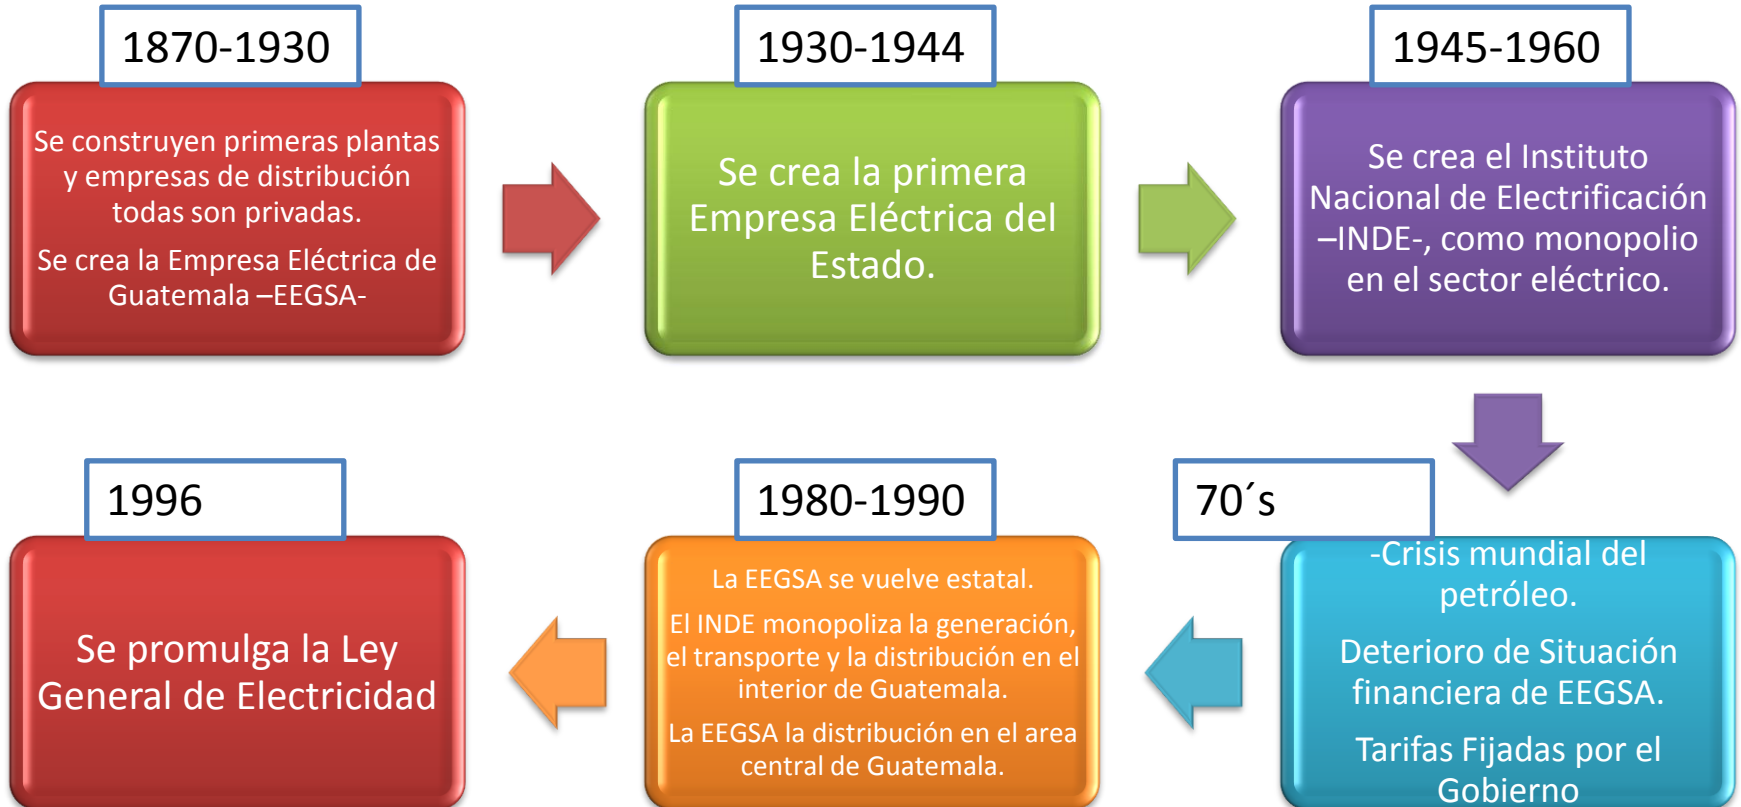 1870-1930
Se construyen primeras plantas
y empresas de distribución
todas son privadas.
Se crea la Empresa Eléctrica de
Guatemala –EEGSA-
1930-1944
Se crea la primera
Empresa Eléctrica del
Estado.
1945-1960
Se crea el Instituto
Nacional de Electrificación
–INDE-, como monopolio
en el sector eléctrico.
70´s
-Crisis mundial del
petróleo.
Deterioro de Situación
financiera de EEGSA.
Tarifas Fijadas por el
Gobierno
1980-1990
La EEGSA se vuelve estatal.
El INDE monopoliza la generación,
el transporte y la distribución en el
interior de Guatemala.
La EEGSA la distribución en el area
central de Guatemala.
1996
Se promulga la Ley
General de Electricidad